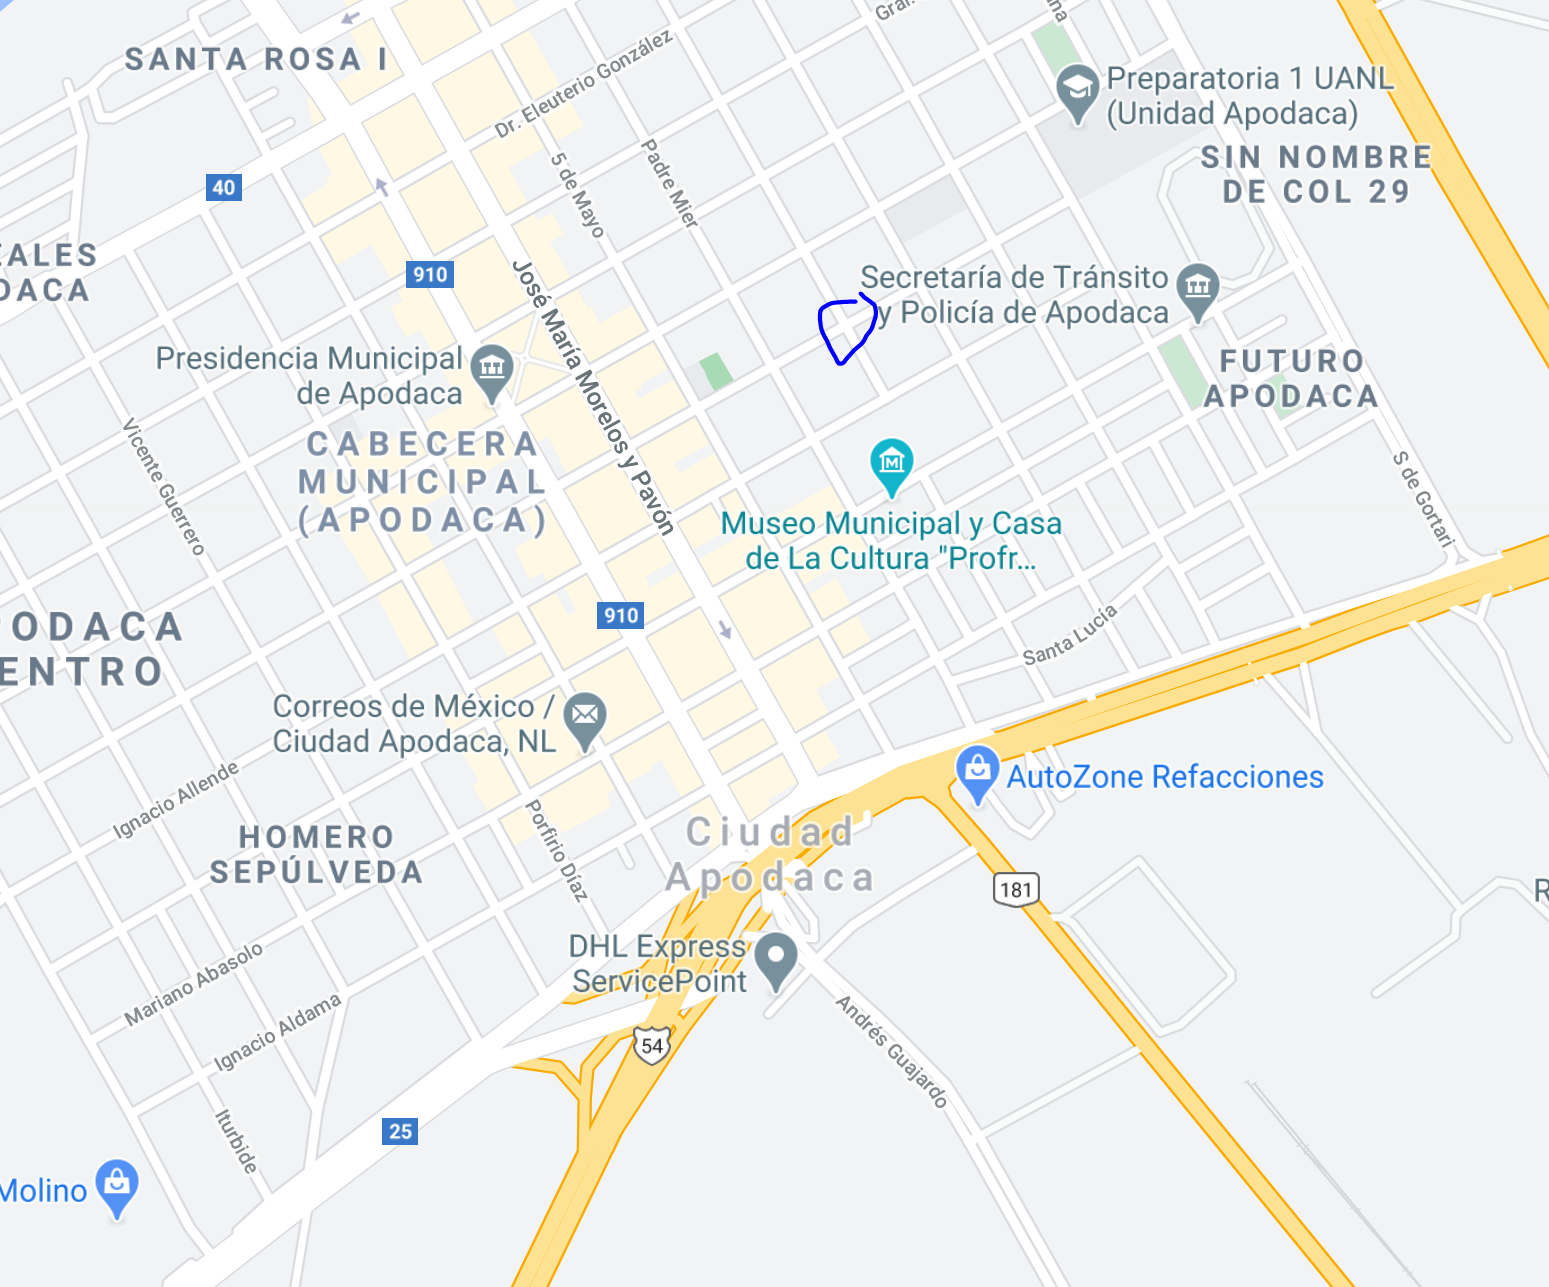 Gral.
SANTA ROSA I
Dr. Eleuterio González
Preparatoria 1 UANL
(Unidad Apodaca)
SIN NOMBRE
DE COL 29
40
5 de Mayo
Padre Mier
EALES
DACA
910
José María Morelos y Pavón
Secretaría de Tránsito
y Policía de Apodaca
Presidencia Municipal
de Apodaca
FUTURO
APODACA
CABECERA
MUNICIPAL
(APODACA)
Vicente Guerrero
S de Gortari
Museo Municipal y Casa
de La Cultura "Profr...
910
PODACA
ENTRO
Santa Lucía
Correos de México /
Ciudad Apodaca, NL
AutoZone Refacciones
Ignacio Allende
HOMERO
SEPÚLVEDA
Porfirio Díaz
Ciudad
Apodaca
181
R
DHL Express
ServicePoint
Mariano Abasolo
Ignacio Aldama
54
Andrés Guajardo
25
Iturbide
Molino